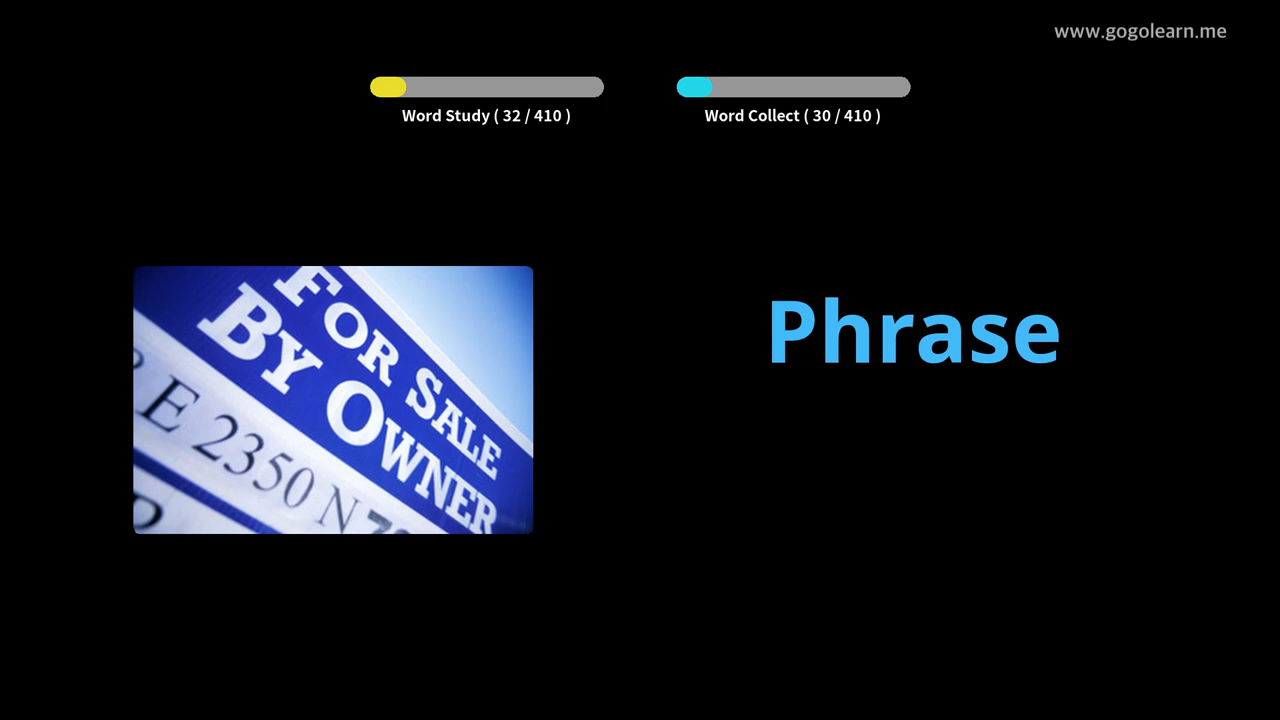 www.gogolearn.me
Word Study ( 32 / 410 )
Word Collect ( 30 / 410 )
FOR SALE
BY OWNER
E 2350 N
Phrase